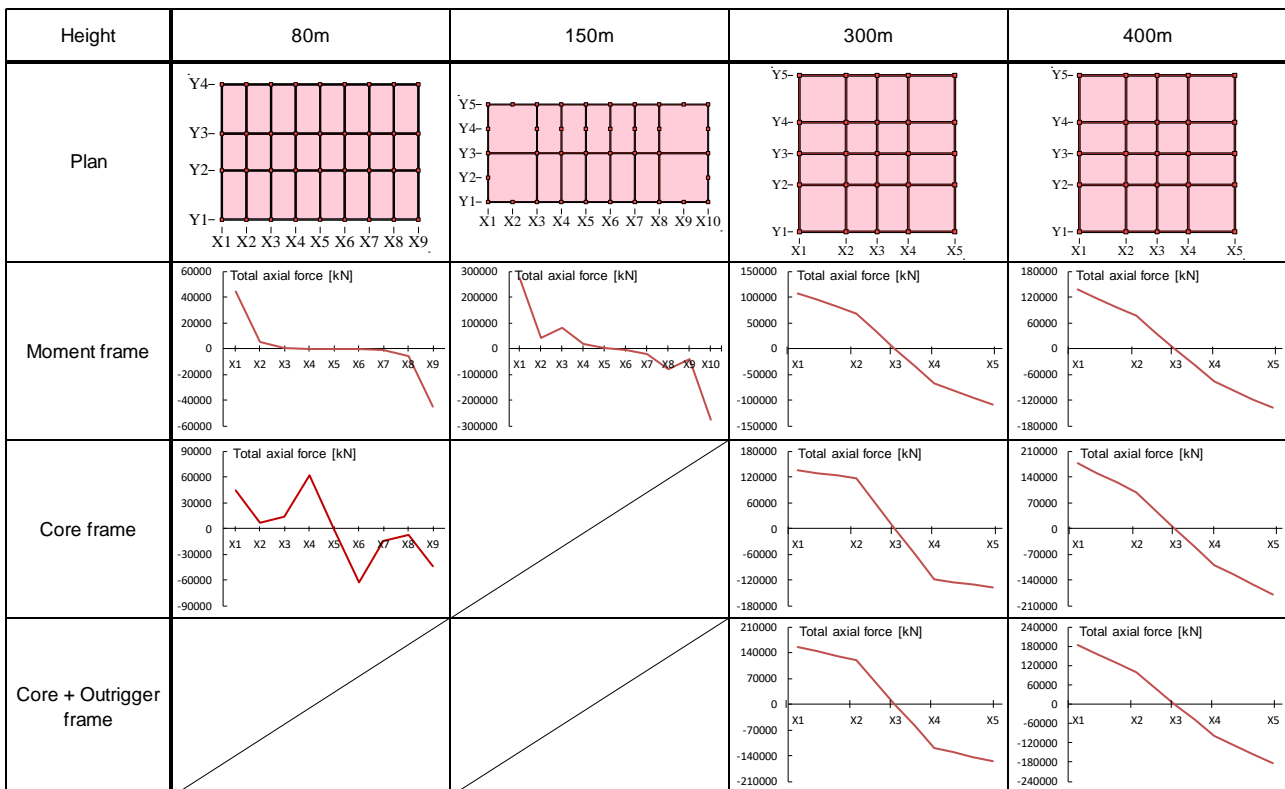 Height 80m 150m 300m 400m
Plan
Y4
Y3
Y2
Y1
X1 X2 X3 X4 X5 X6 X7 X8 X9
Y5
Y4
Y3
Y2
Y1
X1 X2 X3 X4 X5 X6 X7 X8 X9 X10
Y5
Y4
Y3
Y2
Y1
X1 X2 X3 X4 X5
Y5
Y4
Y3
Y2
Y1
X1 X2 X3 X4 X5
Moment frame
Total axial force [kN]
60000
40000
20000
0
-20000
-40000
-60000
X1 X2 X3 X4 X5 X6 X7 X8 X9
Total axial force [kN]
300000
200000
100000
0
-100000
-200000
-300000
X1 X2 X3 X4 X5 X6 X7 X8 X9 X10
Total axial force [kN]
150000
100000
50000
0
-50000
-100000
-150000
X1 X2 X3 X4 X5
Total axial force [kN]
180000
120000
60000
0
-60000
-120000
-180000
X1 X2 X3 X4 X5
Core frame
Total axial force [kN]
90000
60000
30000
0
-30000
-60000
-90000
X1 X2 X3 X4 X5 X6 X7 X8 X9
Total axial force [kN]
180000
120000
60000
0
-60000
-120000
-180000
X1 X2 X3 X4 X5
Total axial force [kN]
210000
140000
70000
0
-70000
-140000
-210000
X1 X2 X3 X4 X5
Core + Outrigger
frame
Total axial force [kN]
210000
140000
70000
0
-70000
-140000
-210000
X1 X2 X3 X4 X5
Total axial force [kN]
240000
180000
120000
60000
0
-60000
-120000
-180000
-240000
X1 X2 X3 X4 X5